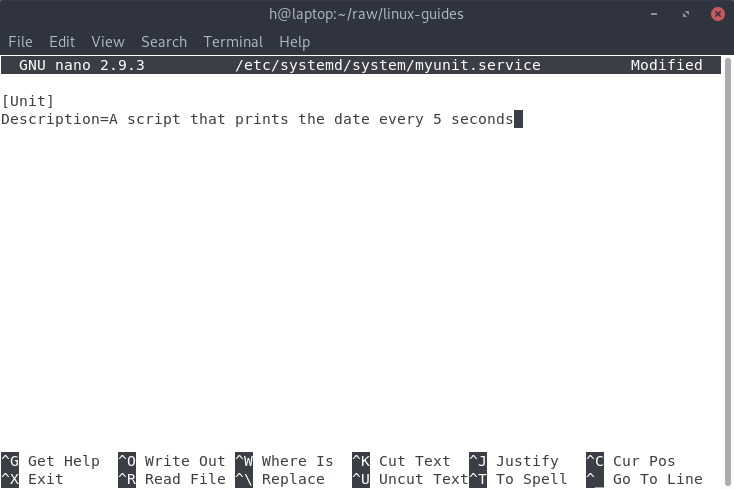 h@laptop:~/raw/linux-guides
File Edit View Search Terminal Help
GNU nano 2.9.3 /etc/systemd/system/myunit.service Modified
[Unit]
Description=A script that prints the date every 5 seconds
^G Get Help ^O Write Out ^W Where Is ^K Cut Text ^J Justify ^C Cur Pos
^X Exit ^R Read File ^\ Replace ^U Uncut Text ^T To Spell ^_ Go To Line